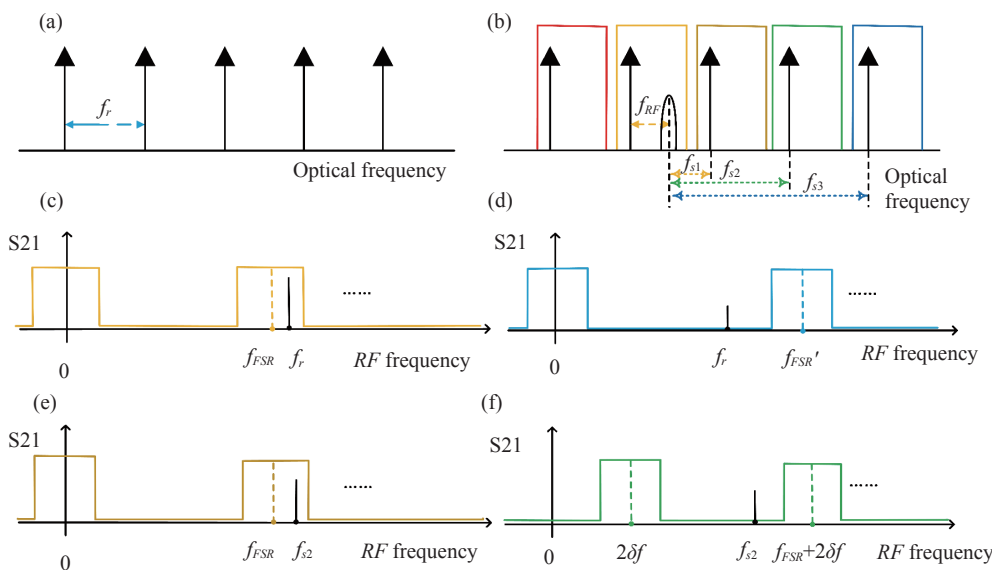 (a)
f_r
Optical frequency
(b)
f_RF
f_s1
f_s2
f_s3
Optical
frequency
(c)
S21
......
f_FSR
f_r
RF frequency
0
(d)
S21
......
f_r
f_FSR'
RF frequency
0
(e)
S21
......
f_FSR
f_s2
RF frequency
0
(f)
S21
......
2δf
f_s2
f_FSR+2δf
RF frequency
0